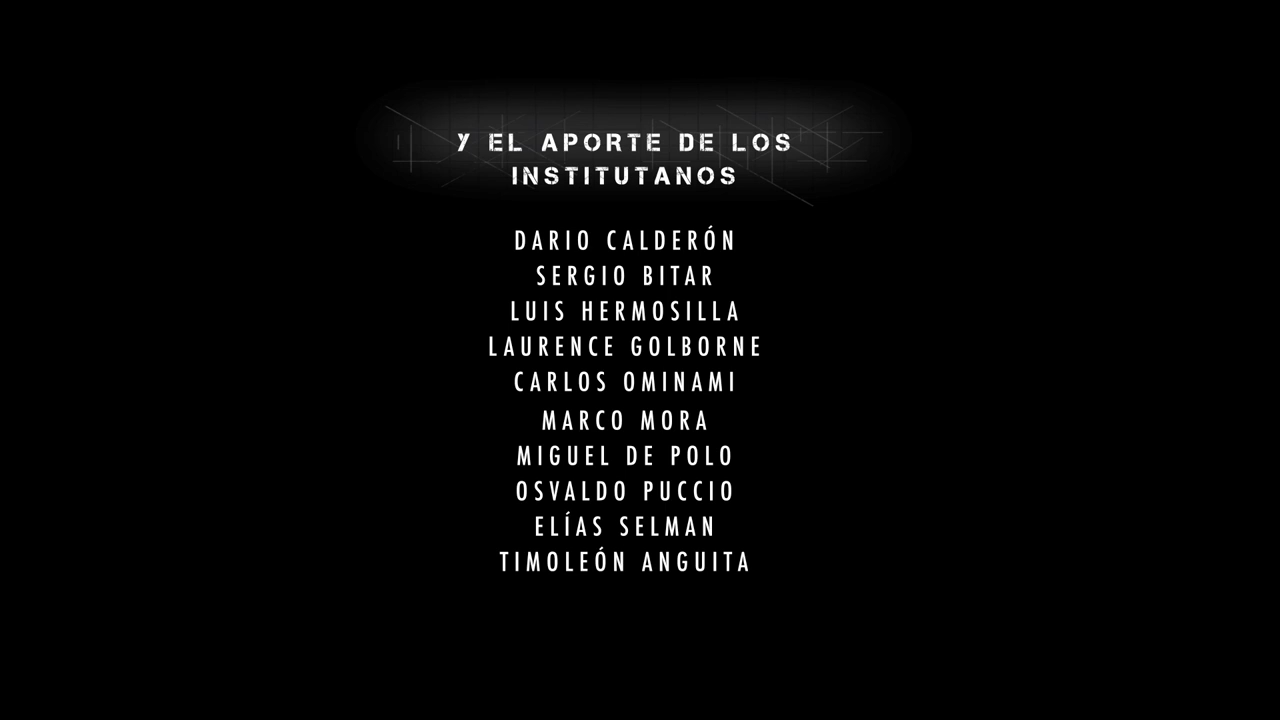 Y EL APORTE DE LOS
INSTITUTANOS
DARIO CALDERÓN
SERGIO BITAR
LUIS HERMOSILLA
LAURENCE GOLBORNE
CARLOS OMINAMI
MARCO MORA
MIGUEL DE POLO
OSVALDO PUCCIO
ELÍAS SELMAN
TIMOLEÓN ANGUITA